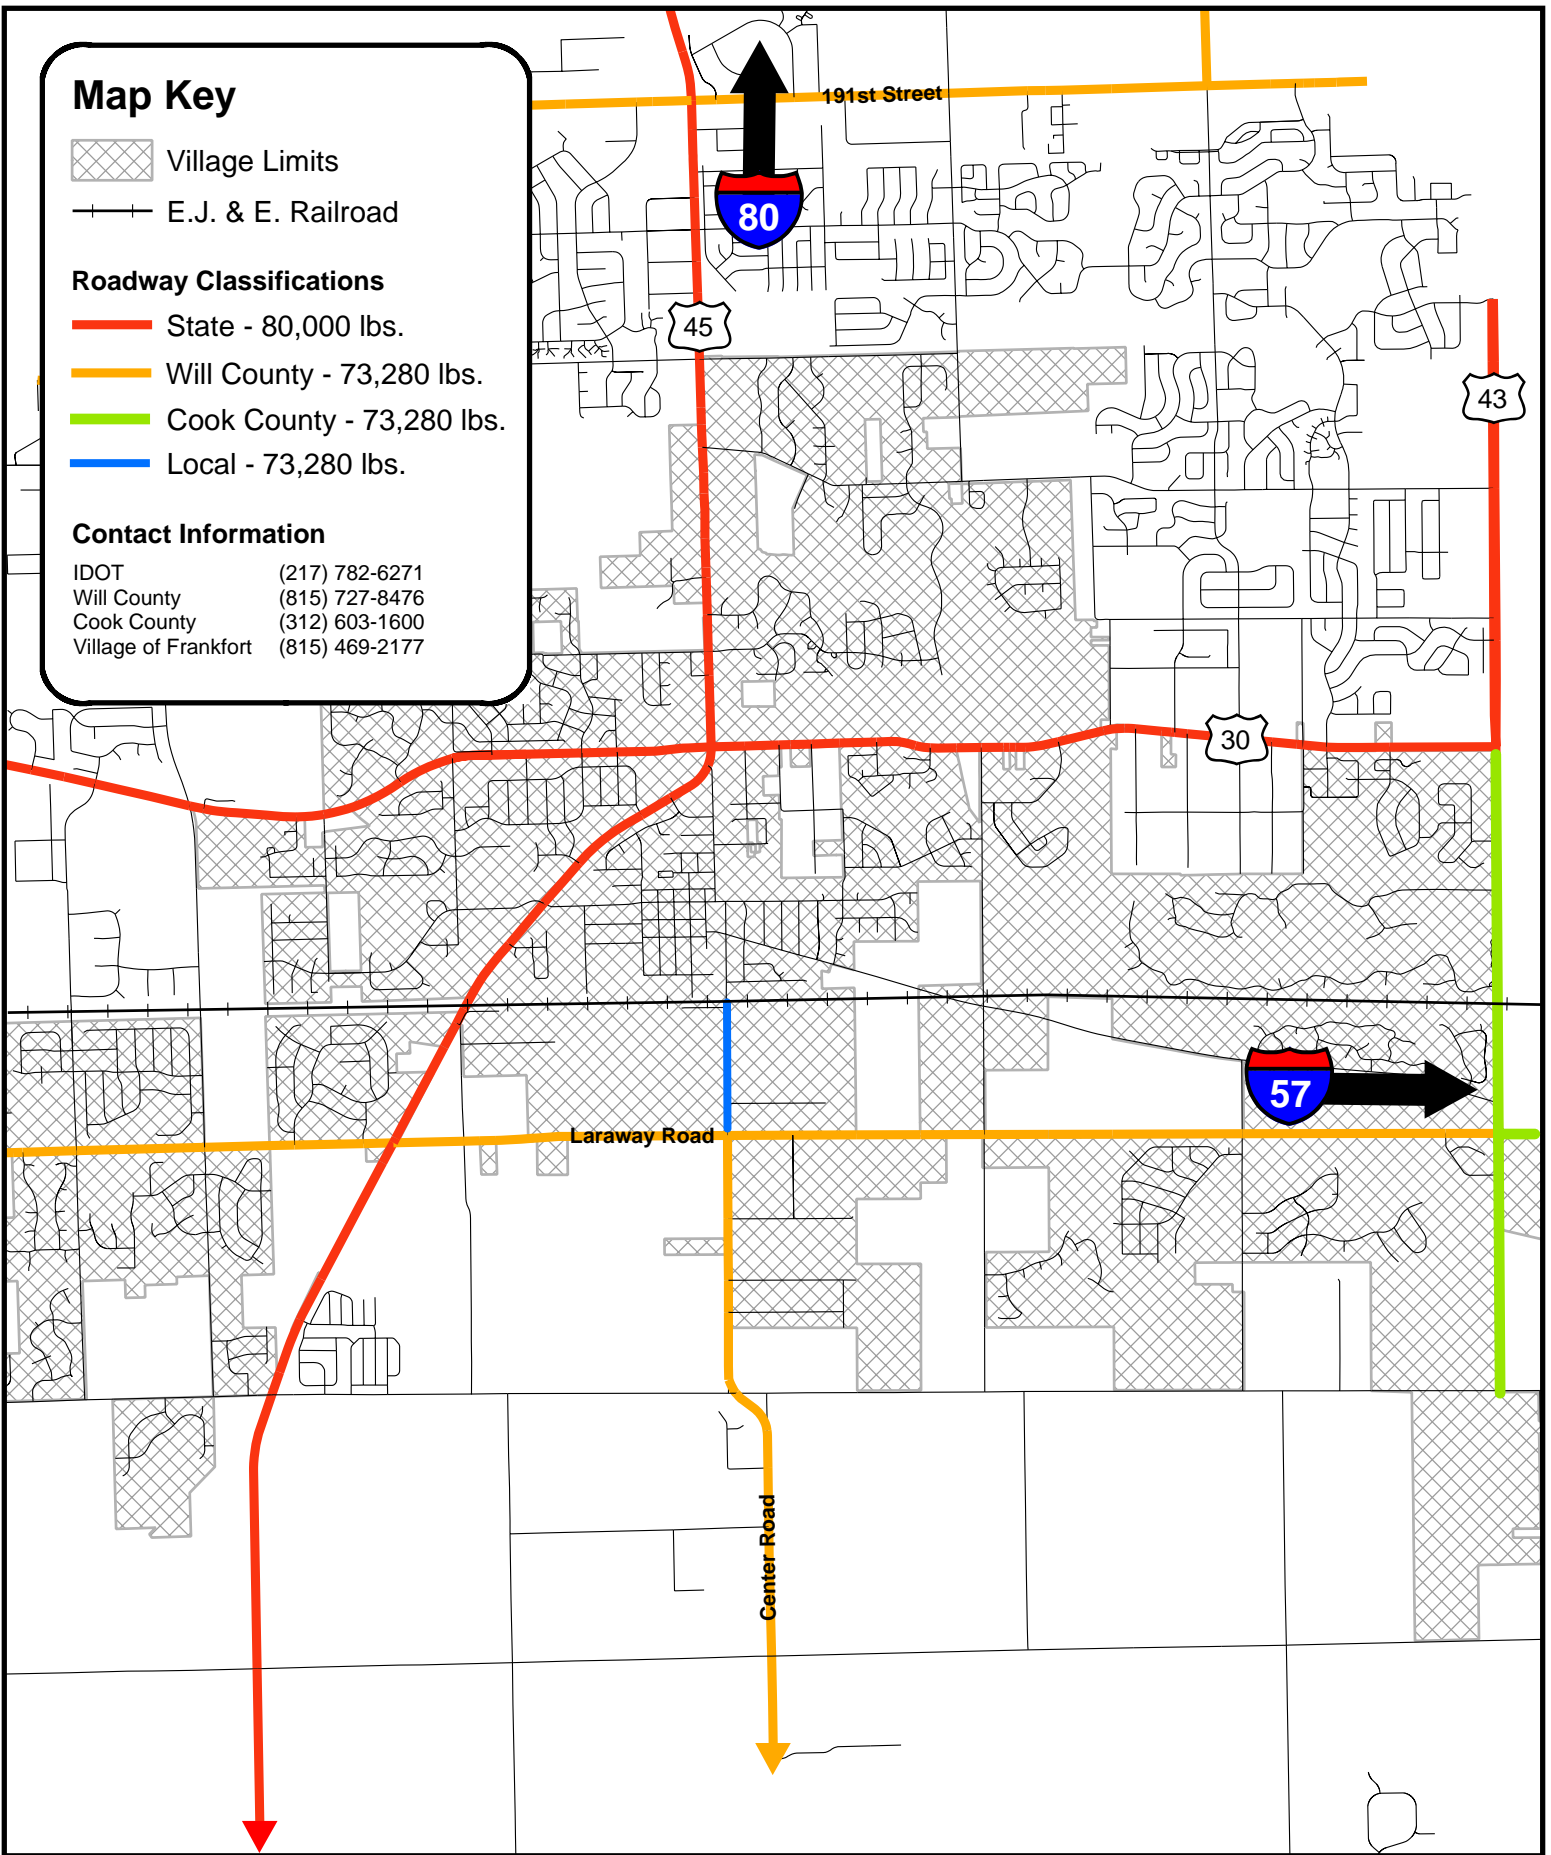 Map Key
Village Limits
E.J. & E. Railroad
Roadway Classifications
State - 80,000 lbs.
Will County - 73,280 lbs.
Cook County - 73,280 lbs.
Local - 73,280 lbs.
Contact Information
IDOT (217) 782-6271
Will County (815) 727-8476
Cook County (312) 603-1600
Village of Frankfort (815) 469-2177
191st Street
80
45
43
30
57
Laraway Road
Center Road